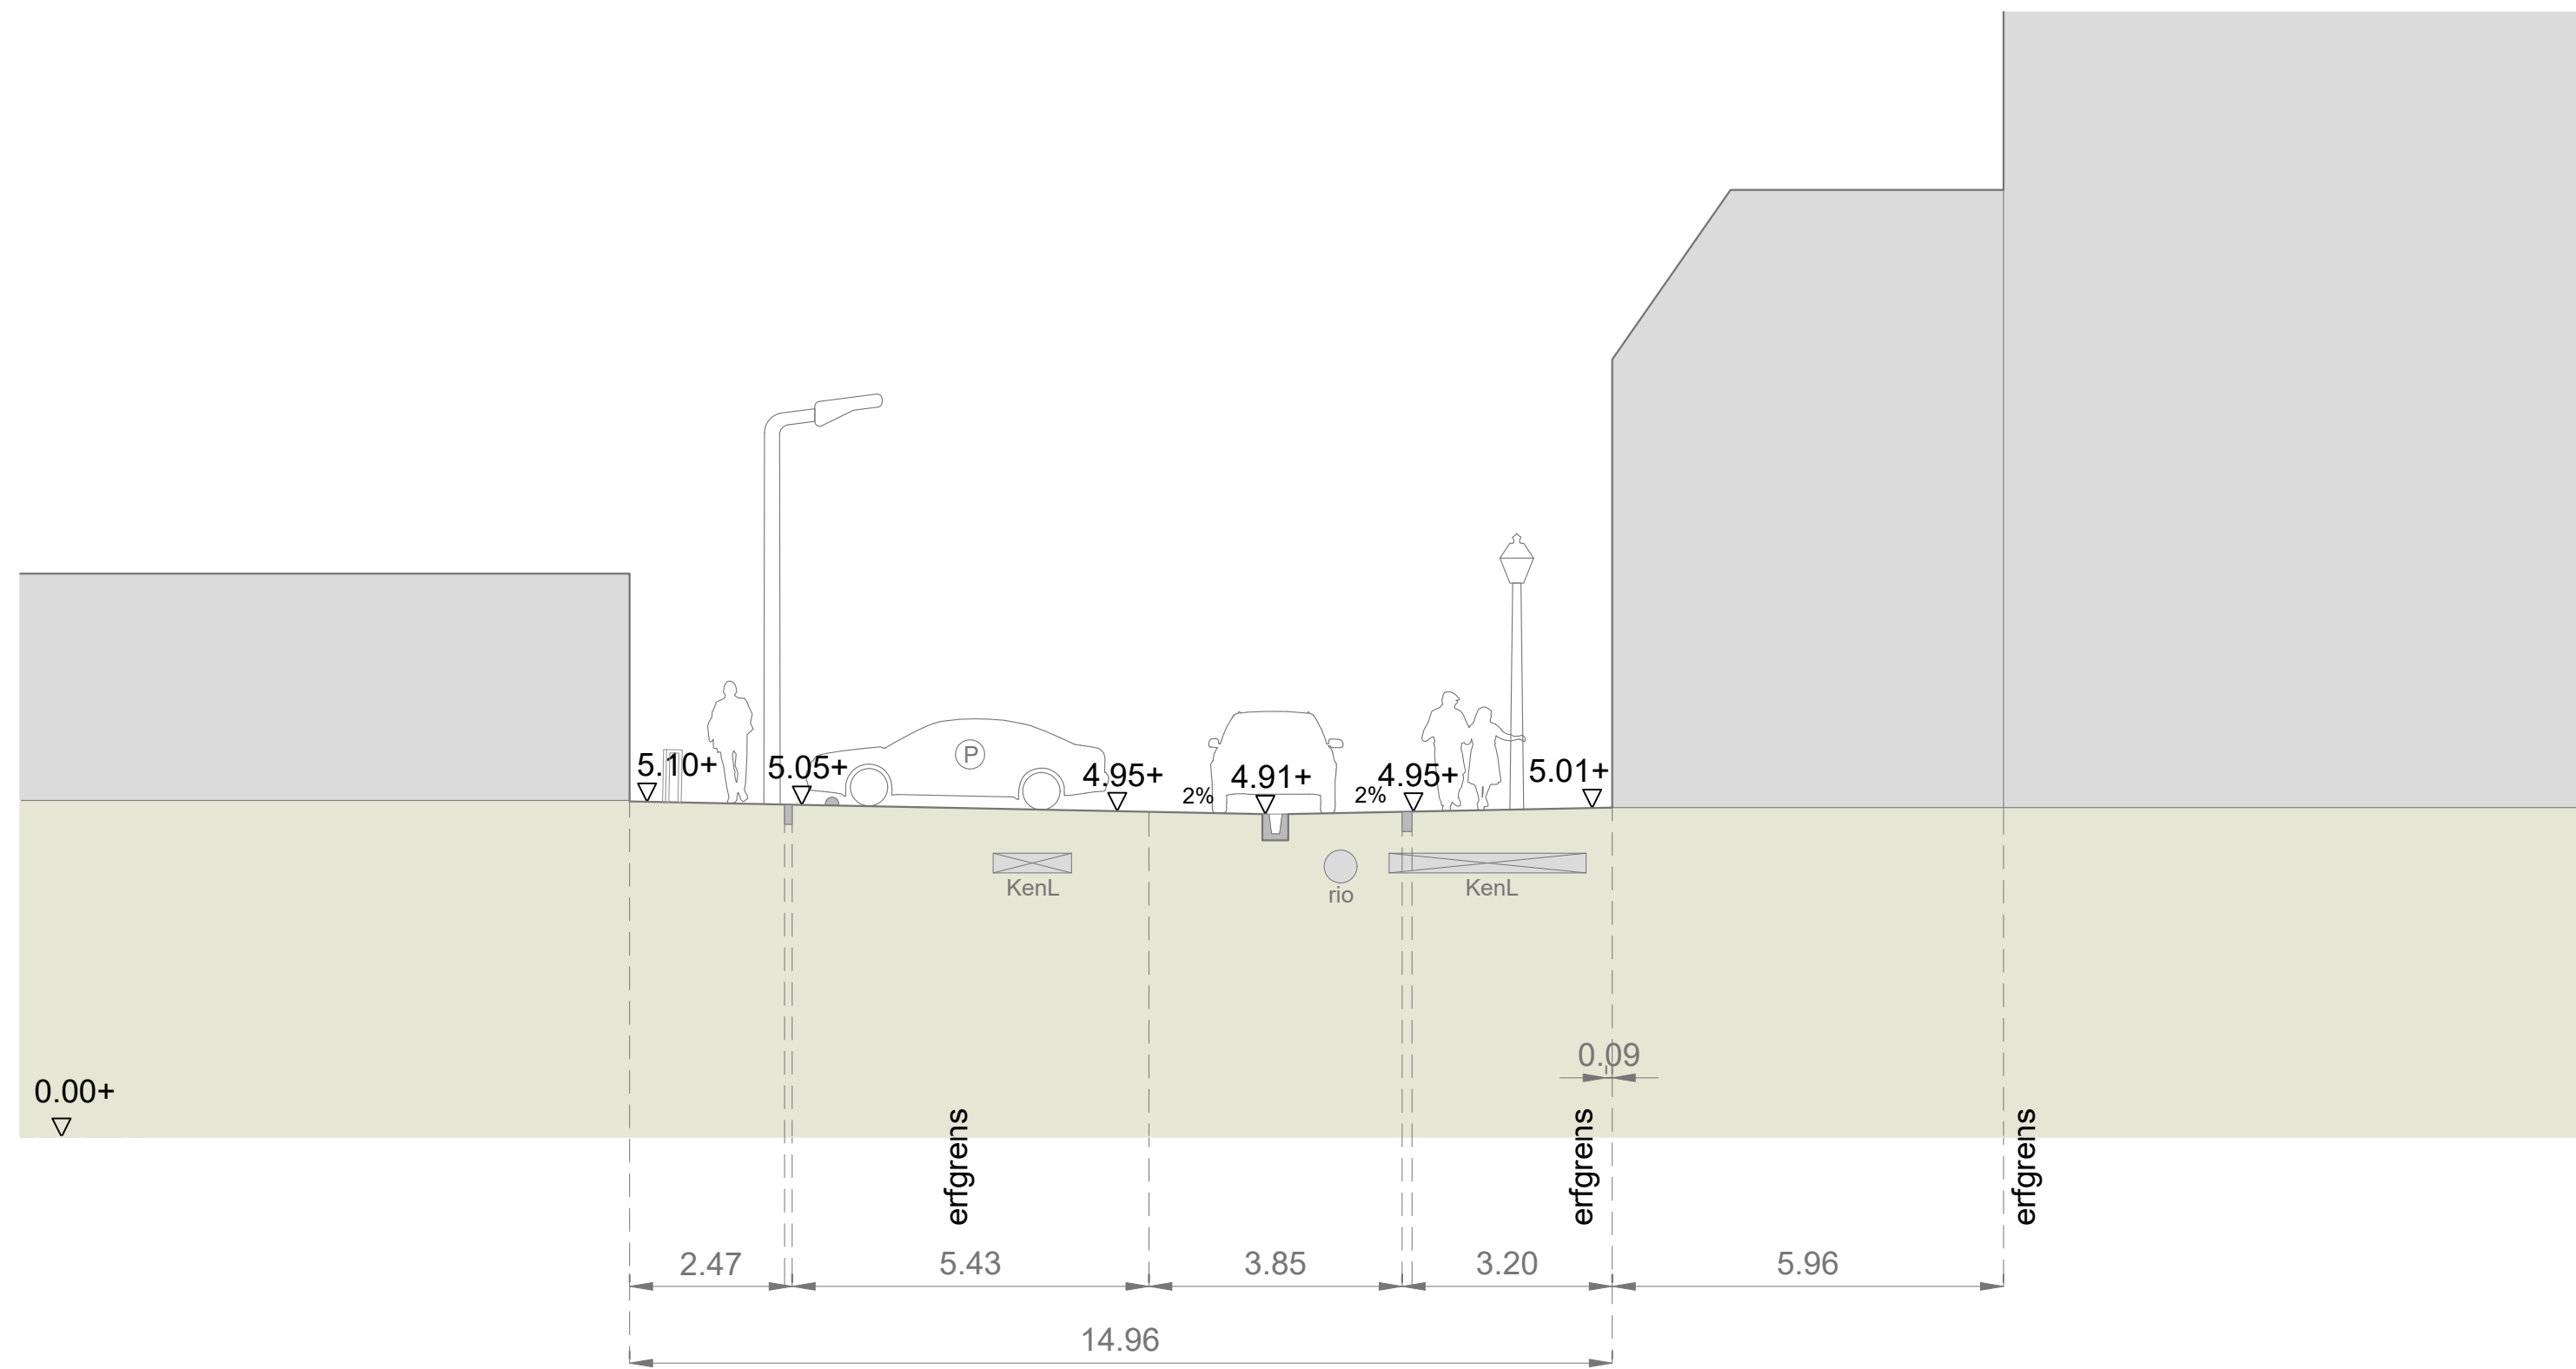 P
5.10+
5.05+
4.95+
2%
4.91+
2%
4.95+
5.01+
KenL
rio
KenL
0.09
0.00+
erfgrens
erfgrens
erfgrens
2.47
5.43
3.85
3.20
5.96
14.96